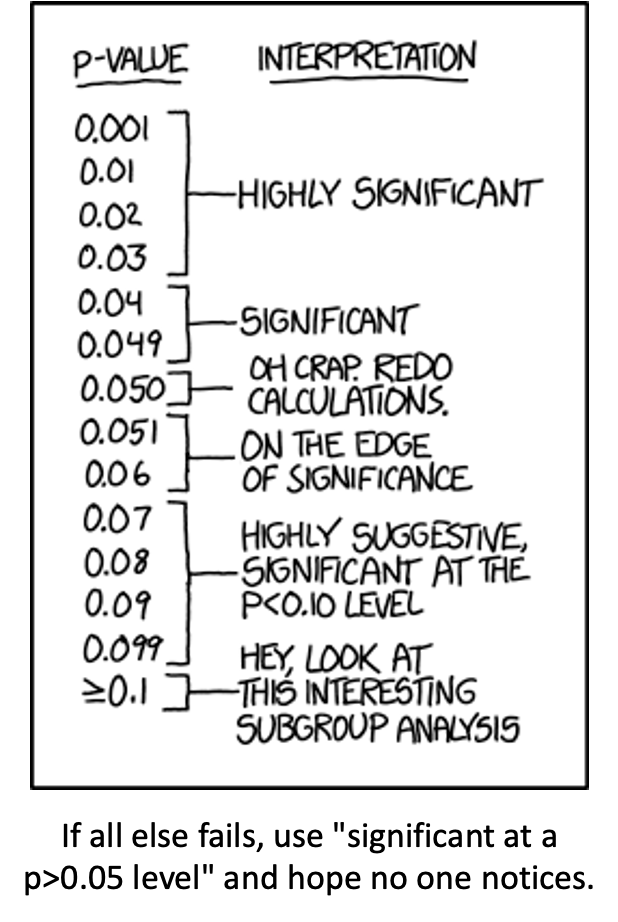 P-VALUE INTERPRETATION
0.001
0.01
0.02
0.03
HIGHLY SIGNIFICANT
0.04
0.049
SIGNIFICANT
0.050
OH CRAP. REDO
CALCULATIONS.
0.051
0.06
ON THE EDGE
OF SIGNIFICANCE
0.07
0.08
0.09
0.099
HIGHLY SUGGESTIVE,
SIGNIFICANT AT THE
P<0.10 LEVEL
≥0.1
HEY, LOOK AT
THIS INTERESTING
SUBGROUP ANALYSIS
If all else fails, use "significant at a
p>0.05 level" and hope no one notices.